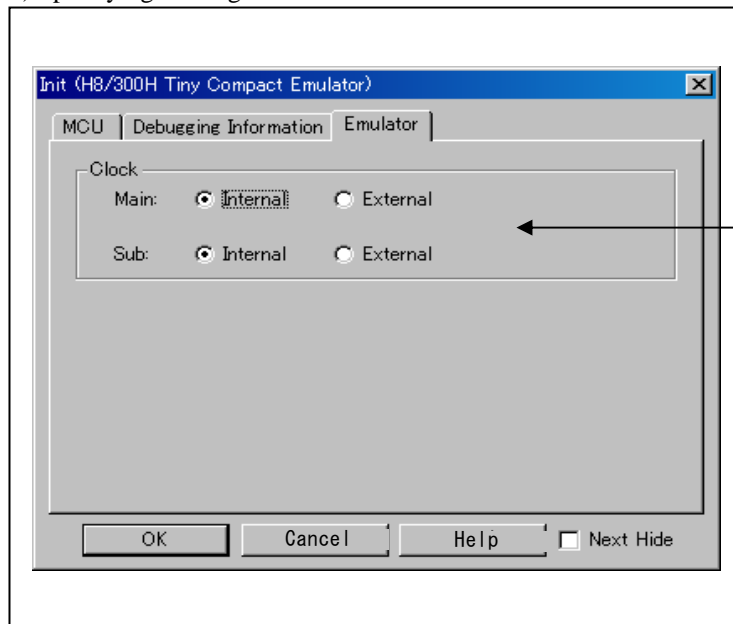 Init (H8/300H Tiny Compact Emulator)
MCU Debugging Information Emulator
Clock
Main: Internal External
Sub: Internal External
OK Cancel Help Next Hide